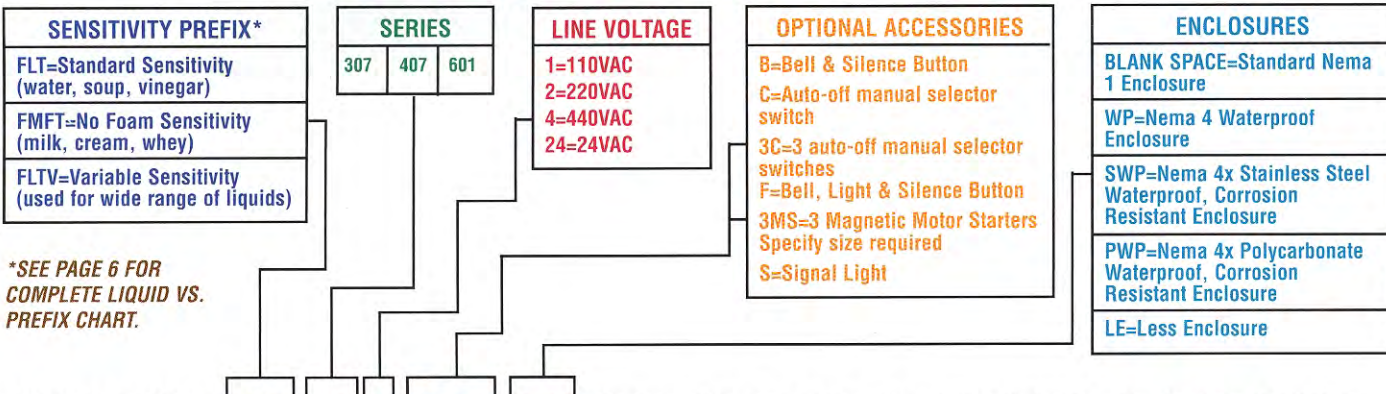 SENSITIVITY PREFIX*
FLT=Standard Sensitivity
(water, soup, vinegar)
FMFT=No Foam Sensitivity
(milk, cream, whey)
FLTV=Variable Sensitivity
(used for wide range of liquids)
*SEE PAGE 6 FOR
COMPLETE LIQUID VS.
PREFIX CHART.
SERIES
307 407 601
LINE VOLTAGE
1=110VAC
2=220VAC
4=440VAC
24=24VAC
OPTIONAL ACCESSORIES
B=Bell & Silence Button
C=Auto-off manual selector
switch
3C=3 auto-off manual selector
switches
F=Bell, Light & Silence Button
3MS=3 Magnetic Motor Starters
Specify size required
S=Signal Light
ENCLOSURES
BLANK SPACE=Standard Nema
1 Enclosure
WP=Nema 4 Waterproof
Enclosure
SWP=Nema 4x Stainless Steel
Waterproof, Corrosion
Resistant Enclosure
PWP=Nema 4x Polycarbonate
Waterproof, Corrosion
Resistant Enclosure
LE=Less Enclosure